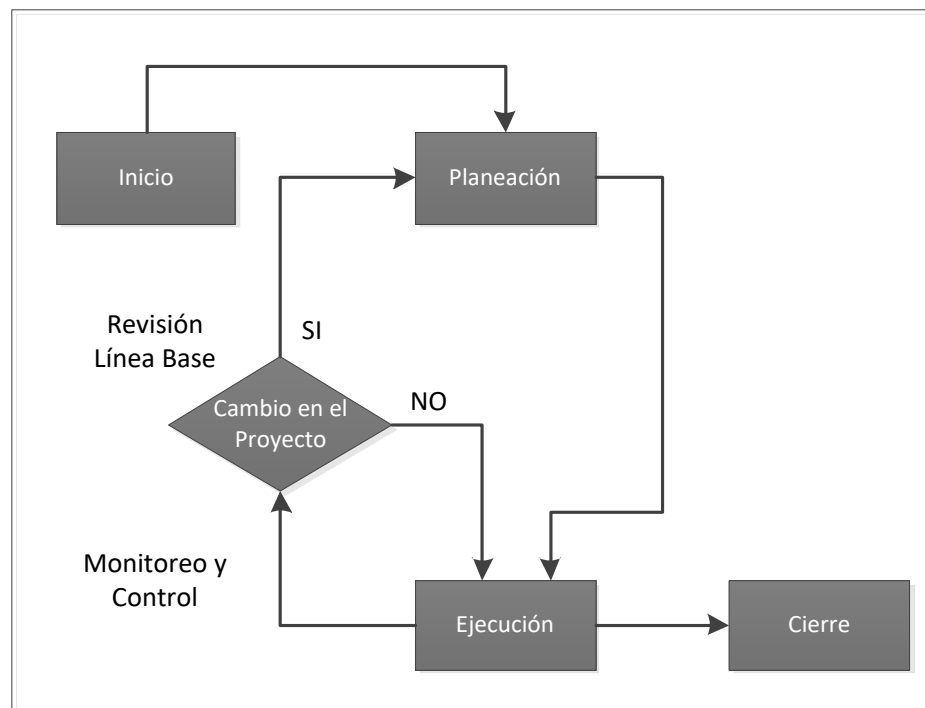 Inicio
Planeación
Revisión
Línea Base
SI
Cambio en el
Proyecto
NO
Monitoreo y
Control
Ejecución
Cierre